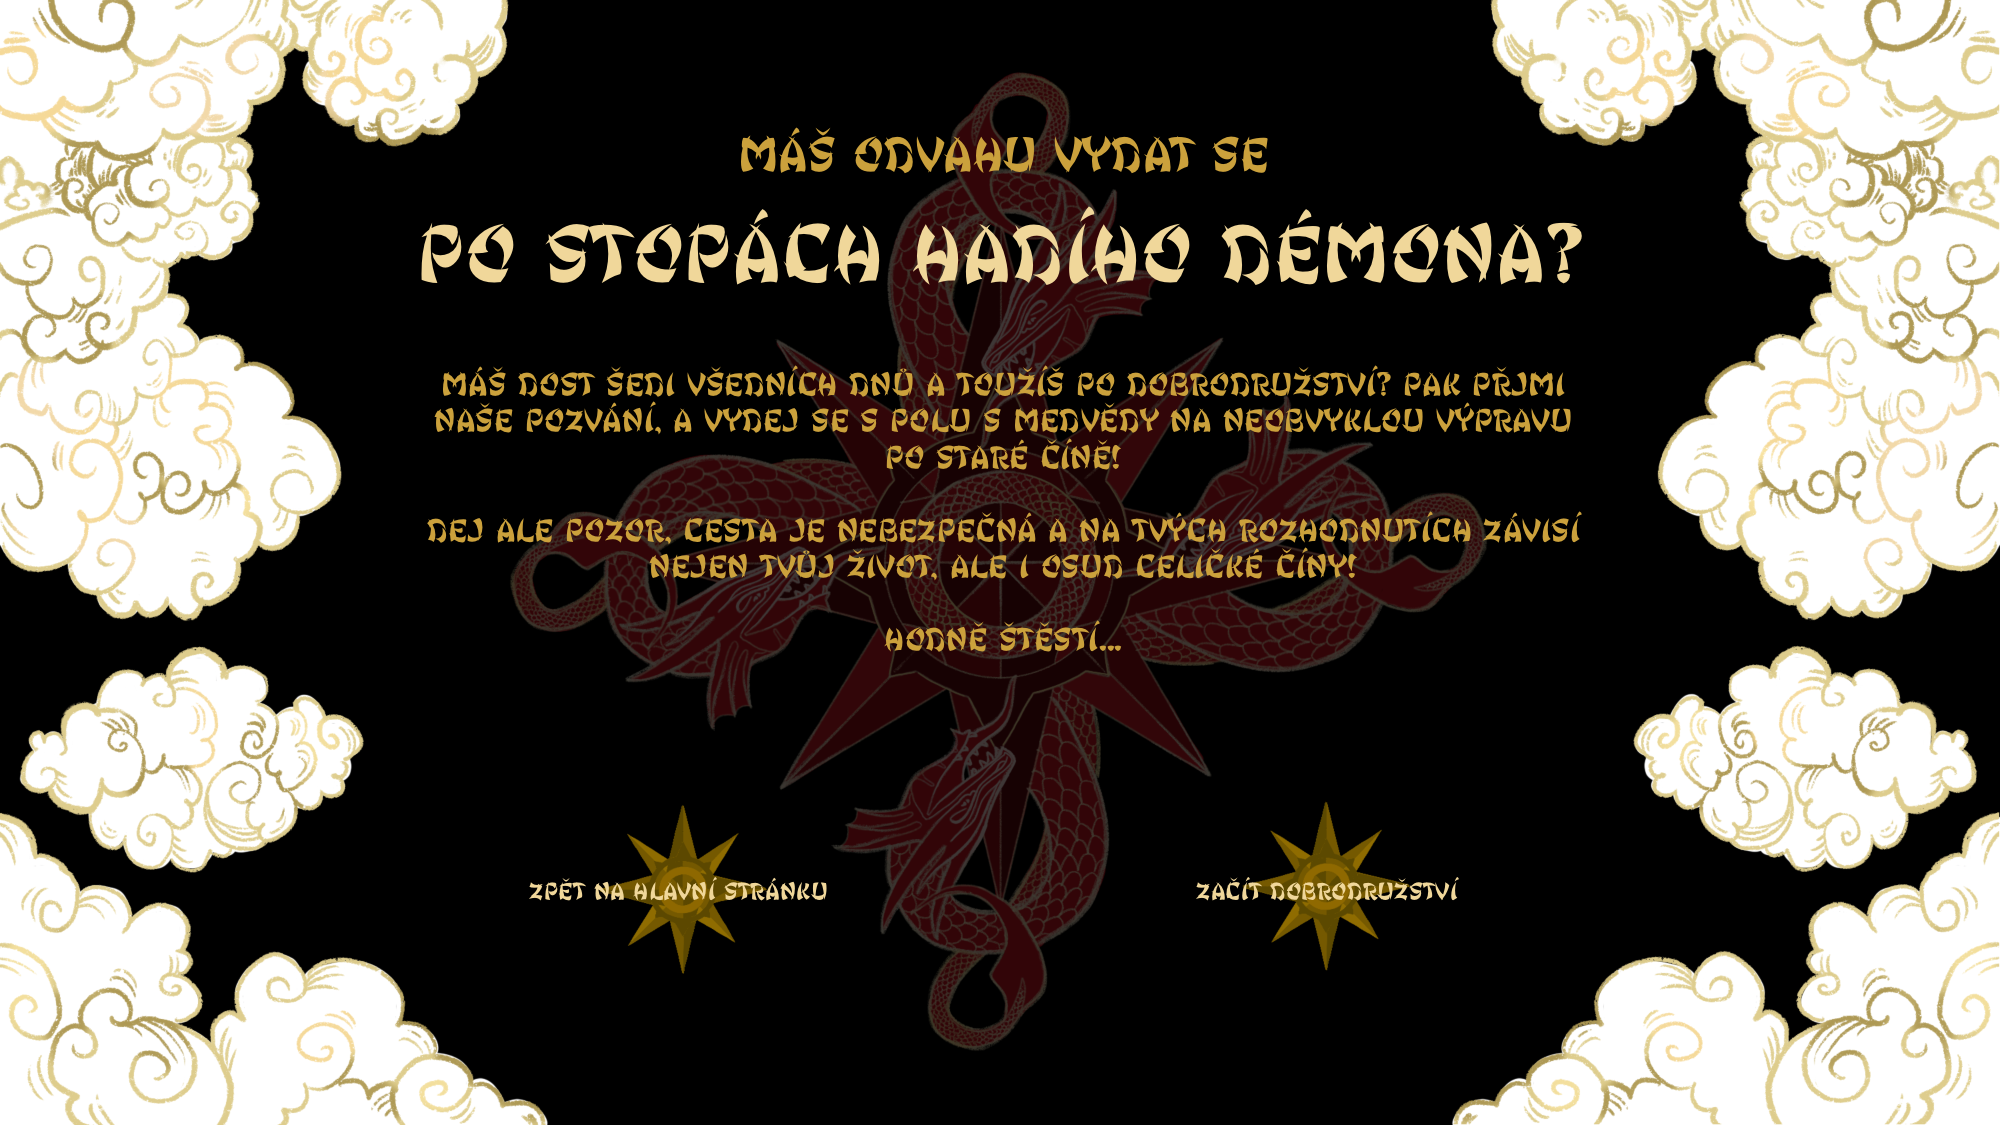 MÁŠ ODVAHU VYDAT SE
PO STOPÁCH HADÍHO DÉMONA?
MÁŠ DOST ŠEDI VŠEDNÍCH DNŮ A TOUŽÍŠ PO DOBRODRUŽSTVÍ? PAK PŘJMI
NAŠE POZVÁNÍ, A VYDEJ SE S POLU S MEDVĚDY NA NEOBVYKLOU VÝPRAVU
PO STARÉ ČÍNĚ!
DEJ ALE POZOR, CESTA JE NEBEZPEČNÁ A NA TVÝCH ROZHODNUTÍCH ZÁVISÍ
NEJEN TVŮJ ŽIVOT, ALE I OSUD CELIČKÉ ČÍNY!
HODNĚ ŠTĚSTÍ...
ZPĚT NA HLAVNÍ STRÁNKU
ZAČÍT DOBRODRUŽSTVÍ